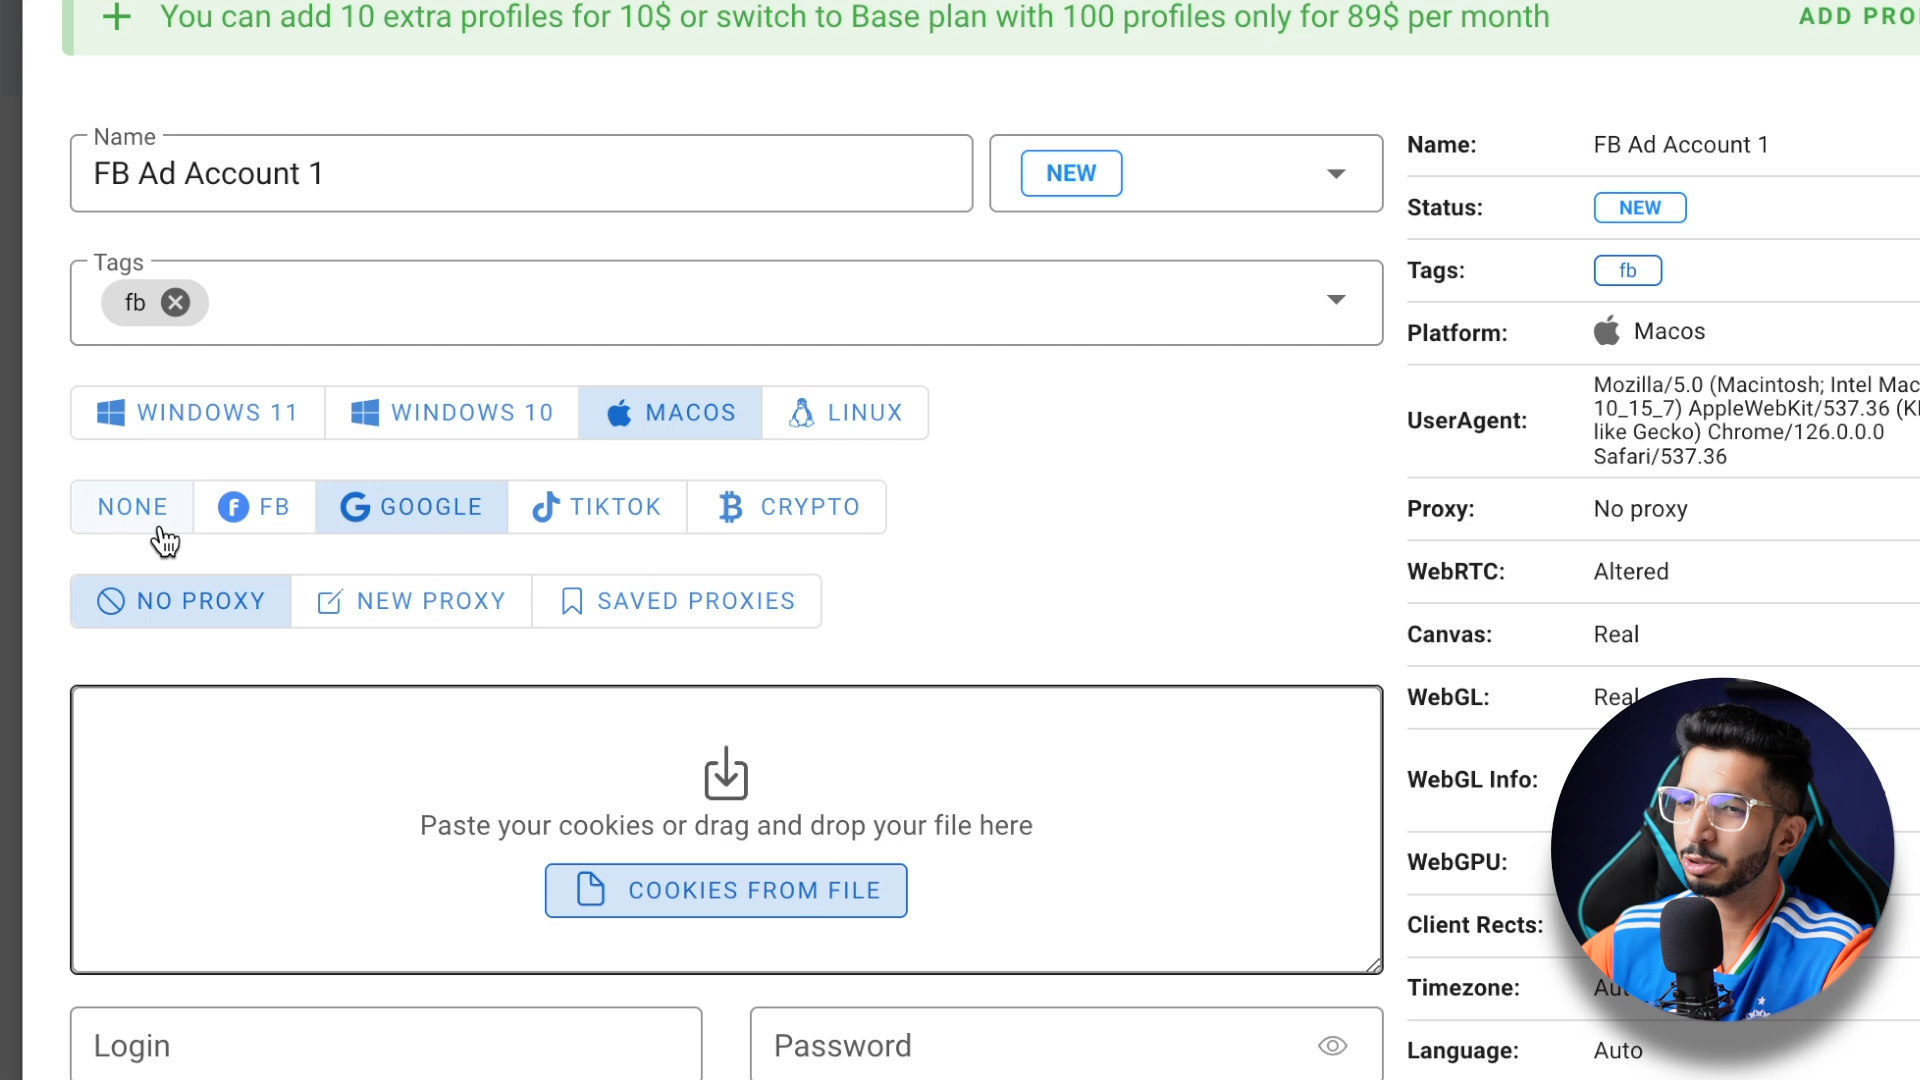 You can add 10 extra profiles for 10$ or switch to Base plan with 100 profiles only for 89$ per month
ADD PRO
Name
FB Ad Account 1
NEW
Tags
fb
WINDOWS 11
WINDOWS 10
MACOS
LINUX
NONE
FB
GOOGLE
TIKTOK
CRYPTO
NO PROXY
NEW PROXY
SAVED PROXIES
Paste your cookies or drag and drop your file here
COOKIES FROM FILE
Login
Password
Name: FB Ad Account 1
Status: NEW
Tags: fb
Platform: Macos
UserAgent: Mozilla/5.0 (Macintosh; Intel Mac
10_15_7) AppleWebKit/537.36 (K
like Gecko) Chrome/126.0.0.0
Safari/537.36
Proxy: No proxy
WebRTC: Altered
Canvas: Real
WebGL: Real
WebGL Info:
WebGPU:
Client Rects:
Timezone: Au
Language: Auto